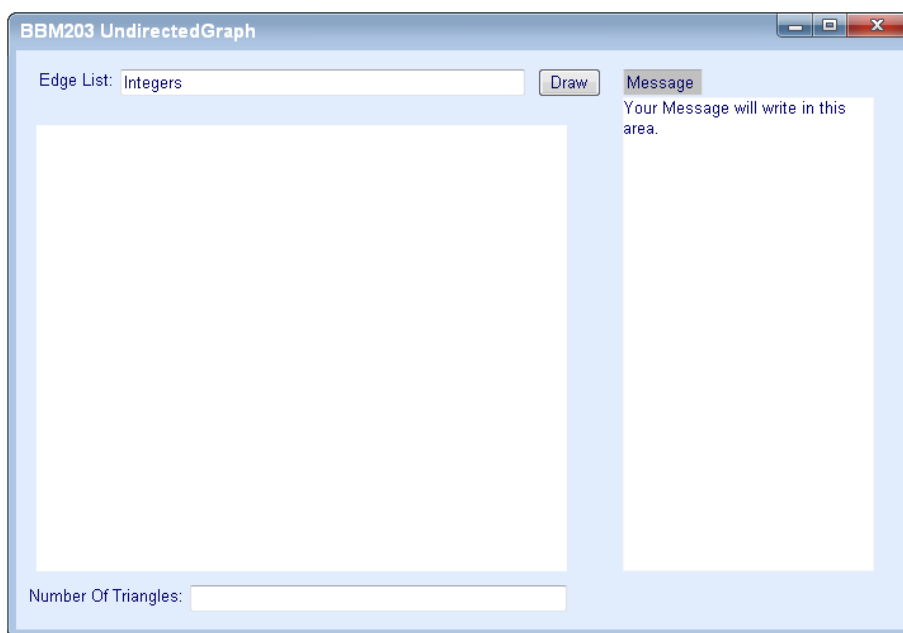 BBM203 UndirectedGraph
Edge List: Integers Draw Message
Your Message will write in this
area.
Number Of Triangles: